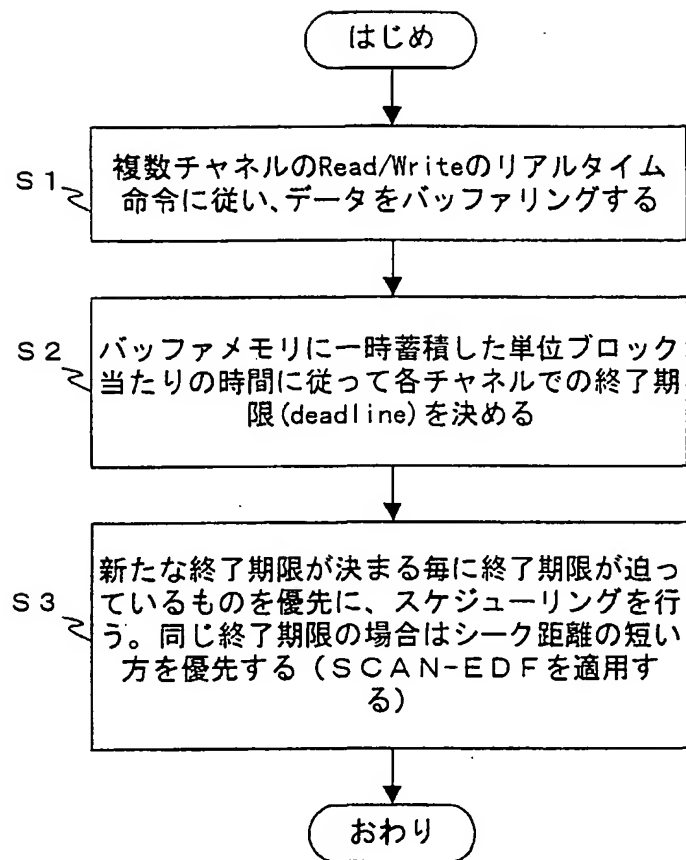 はじめ
S1
複数チャネルのRead/Writeのリアルタイム
命令に従い、データをバッファリングする
S2
バッファメモリに一時蓄積した単位ブロック
当たりの時間に従って各チャネルでの終了期
限(deadline)を決める
S3
新たな終了期限が決まる毎に終了期限が迫っ
ているものを優先に、スケジューリングを行
う。同じ終了期限の場合はシーク距離の短い
方を優先する(SCAN-EDFを適用す
る)
おわり